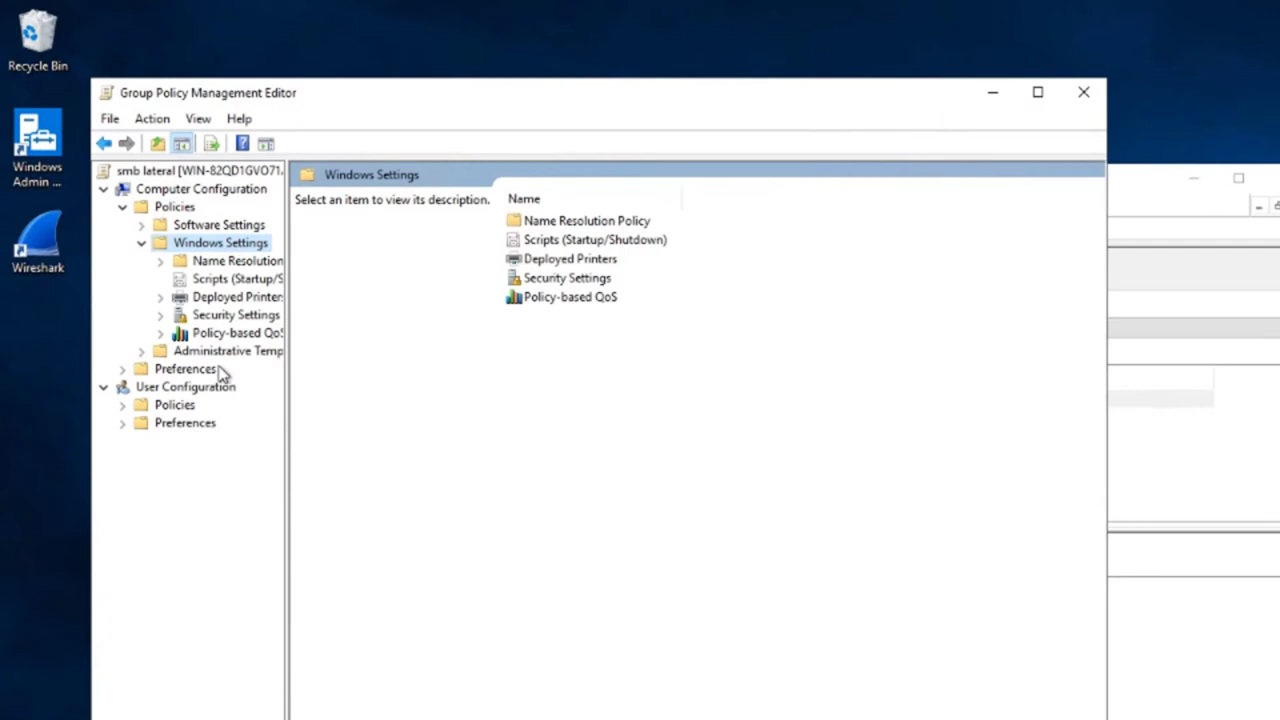 Recycle Bin
Windows
Admin ...
Wireshark
Group Policy Management Editor
File Action View Help
smb lateral [WIN-82QD1GVO71.
Computer Configuration
Policies
Software Settings
Windows Settings
Name Resolution
Scripts (Startup/S
Deployed Printer
Security Settings
Policy-based QoS
Administrative Temp
Preferences
User Configuration
Policies
Preferences
Windows Settings
Select an item to view its description.
Name
Name Resolution Policy
Scripts (Startup/Shutdown)
Deployed Printers
Security Settings
Policy-based QoS